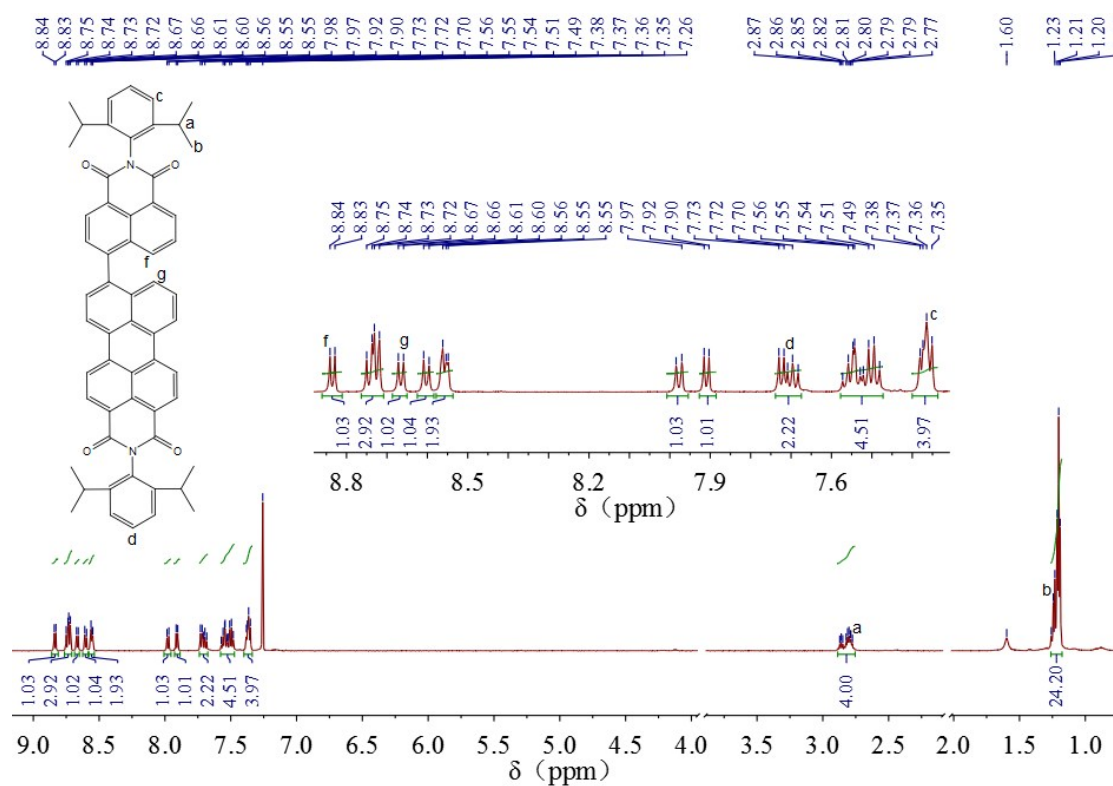 8.84 8.83 8.75 8.74 8.73 8.72 8.67 8.66 8.61 8.60 8.56 8.55 8.55 7.98 7.97 7.92 7.90 7.73 7.72 7.70 7.56 7.55 7.54 7.51 7.49 7.38 7.37 7.36 7.35 7.26 2.87 2.86 2.85 2.82 2.81 2.80 2.79 2.79 2.77 1.60 1.23 1.21 1.20
c
a
b
N
O O
f
g
O O
N
d
8.84 8.83 8.75 8.74 8.73 8.72 8.67 8.66 8.61 8.60 8.56 8.55 8.55 7.97 7.92 7.90 7.73 7.72 7.70 7.56 7.55 7.54 7.51 7.49 7.38 7.37 7.36 7.35
f g d c
1.03 2.92 1.02 1.04 1.93 1.03 1.01 2.22 4.51 3.97
8.8 8.5 8.2 7.9 7.6
δ（ppm）
a b
1.03 2.92 1.02 1.04 1.93 1.03 1.01 2.22 4.51 3.97 4.00 24.20
9.0 8.5 8.0 7.5 7.0 6.5 6.0 5.5 5.0 4.5 4.0 3.5 3.0 2.5 2.0 1.5 1.0
δ（ppm）